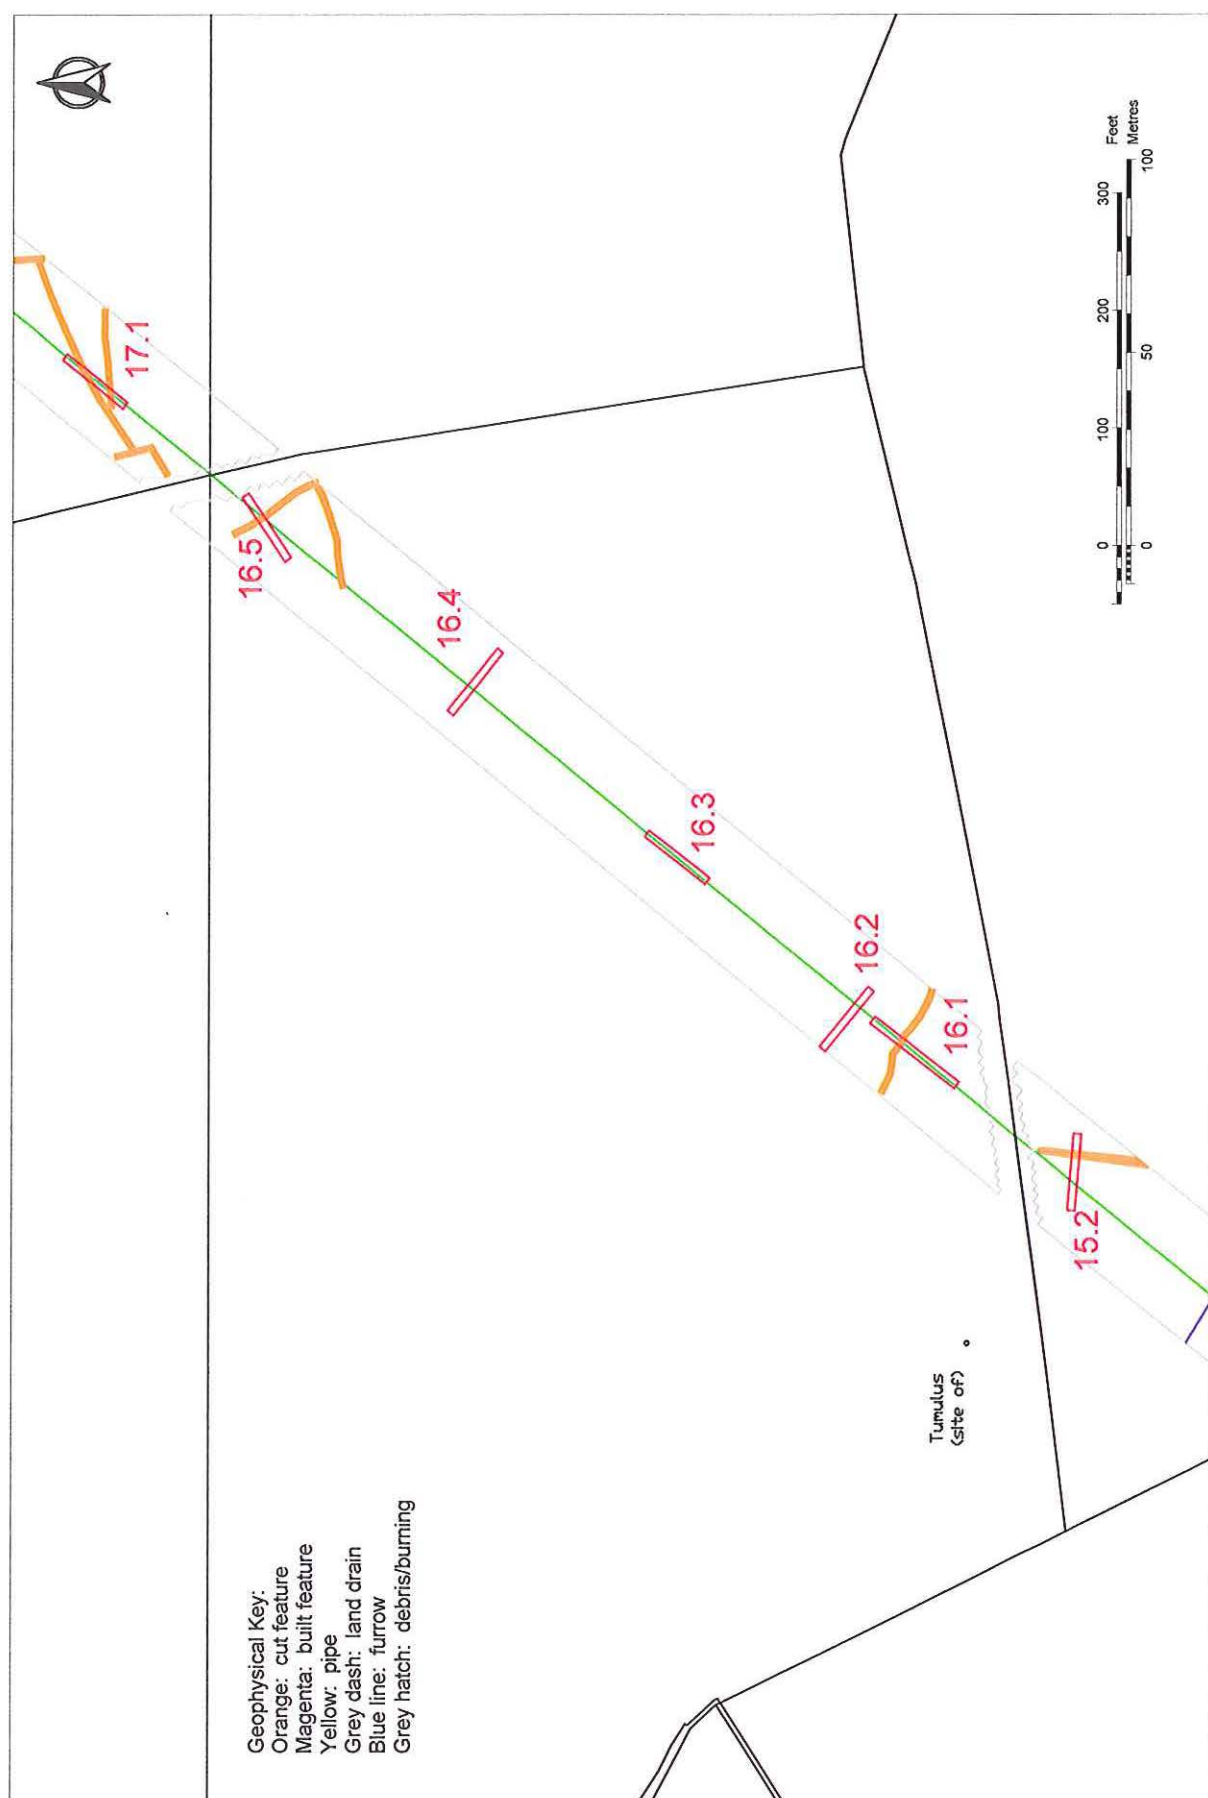 Geophysical Key:
Orange: cut feature
Magenta: built feature
Yellow: pipe
Grey dash: land drain
Blue line: furrow
Grey hatch: debris/burning
Tumulus
(site of)
15.2
16.1
16.2
16.3
16.4
16.5
17.1
0 100 200 300 Feet
0 50 100 Metres